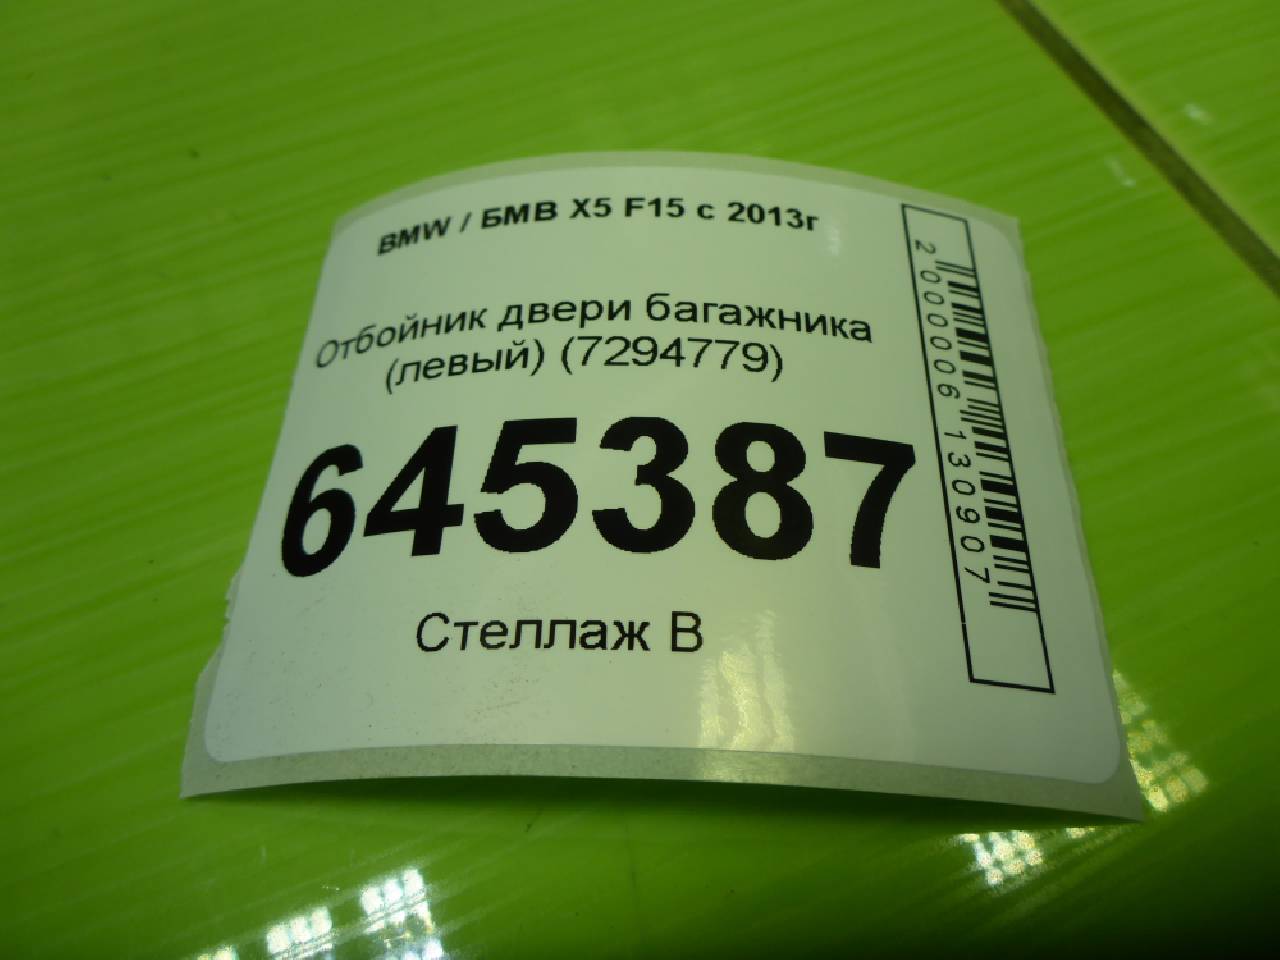 BMW / БМВ X5 F15 с 2013г
Отбойник двери багажника
(левый) (7294779)
645387
Стеллаж В
2000006130907